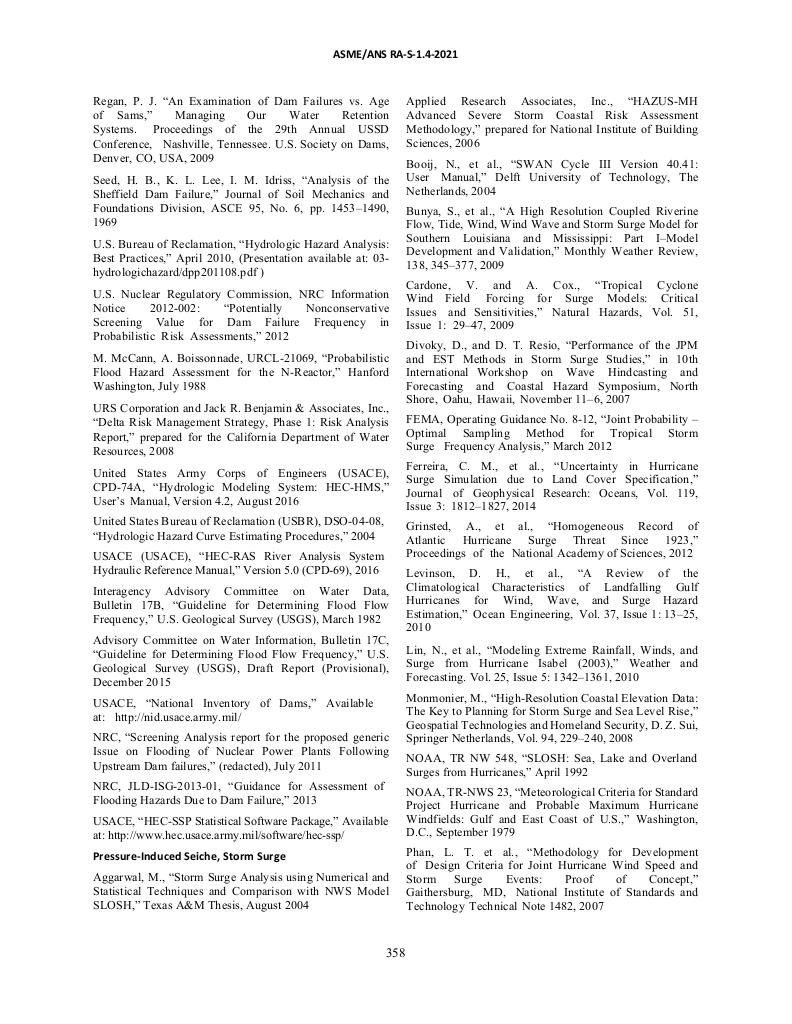 ASME/ANS RA-S-1.4-2021
Regan, P. J. “An Examination of Dam Failures vs. Age
of Sams,” Managing Our Water Retention
Systems. Proceedings of the 29th Annual USSD
Conference, Nashville, Tennessee. U.S. Society on Dams,
Denver, CO, USA, 2009
Seed, H. B., K. L. Lee, I. M. Idriss, “Analysis of the
Sheffield Dam Failure,” Journal of Soil Mechanics and
Foundations Division, ASCE 95, No. 6, pp. 1453–1490,
1969
U.S. Bureau of Reclamation, “Hydrologic Hazard Analysis:
Best Practices,” April 2010, (Presentation available at: 03-
hydrologichazard/dpp201108.pdf )
U.S. Nuclear Regulatory Commission, NRC Information
Notice 2012-002: “Potentially Nonconservative
Screening Value for Dam Failure Frequency in
Probabilistic Risk Assessments,” 2012
M. McCann, A. Boissonnade, URCL-21069, “Probabilistic
Flood Hazard Assessment for the N-Reactor,” Hanford
Washington, July 1988
URS Corporation and Jack R. Benjamin & Associates, Inc.,
“Delta Risk Management Strategy, Phase 1: Risk Analysis
Report,” prepared for the California Department of Water
Resources, 2008
United States Army Corps of Engineers (USACE),
CPD-74A, “Hydrologic Modeling System: HEC-HMS,”
User’s Manual, Version 4.2, August 2016
United States Bureau of Reclamation (USBR), DSO-04-08,
“Hydrologic Hazard Curve Estimating Procedures,” 2004
USACE (USACE), “HEC-RAS River Analysis System
Hydraulic Reference Manual,” Version 5.0 (CPD-69), 2016
Interagency Advisory Committee on Water Data,
Bulletin 17B, “Guideline for Determining Flood Flow
Frequency,” U.S. Geological Survey (USGS), March 1982
Advisory Committee on Water Information, Bulletin 17C,
“Guideline for Determining Flood Flow Frequency,” U.S.
Geological Survey (USGS), Draft Report (Provisional),
December 2015
USACE, “National Inventory of Dams,” Available
at: http://nid.usace.army.mil/
NRC, “Screening Analysis report for the proposed generic
Issue on Flooding of Nuclear Power Plants Following
Upstream Dam failures,” (redacted), July 2011
NRC, JLD-ISG-2013-01, “Guidance for Assessment of
Flooding Hazards Due to Dam Failure,” 2013
USACE, “HEC-SSP Statistical Software Package,” Available
at: http://www.hec.usace.army.mil/software/hec-ssp/
Pressure-Induced Seiche, Storm Surge
Aggarwal, M., “Storm Surge Analysis using Numerical and
Statistical Techniques and Comparison with NWS Model
SLOSH,” Texas A&M Thesis, August 2004
Applied Research Associates, Inc., “HAZUS-MH
Advanced Severe Storm Coastal Risk Assessment
Methodology,” prepared for National Institute of Building
Sciences, 2006
Booij, N., et al., “SWAN Cycle III Version 40.41:
User Manual,” Delft University of Technology, The
Netherlands, 2004
Bunya, S., et al., “A High Resolution Coupled Riverine
Flow, Tide, Wind, Wind Wave and Storm Surge Model for
Southern Louisiana and Mississippi: Part I–Model
Development and Validation,” Monthly Weather Review,
138, 345–377, 2009
Cardone, V. and A. Cox., “Tropical Cyclone
Wind Field Forcing for Surge Models: Critical
Issues and Sensitivities,” Natural Hazards, Vol. 51,
Issue 1: 29–47, 2009
Divoky, D., and D. T. Resio, “Performance of the JPM
and EST Methods in Storm Surge Studies,” in 10th
International Workshop on Wave Hindcasting and
Forecasting and Coastal Hazard Symposium, North
Shore, Oahu, Hawaii, November 11–6, 2007
FEMA, Operating Guidance No. 8-12, “Joint Probability –
Optimal Sampling Method for Tropical Storm
Surge Frequency Analysis,” March 2012
Ferreira, C. M., et al., “Uncertainty in Hurricane
Surge Simulation due to Land Cover Specification,”
Journal of Geophysical Research: Oceans, Vol. 119,
Issue 3: 1812–1827, 2014
Grinsted, A., et al., “Homogeneous Record of
Atlantic Hurricane Surge Threat Since 1923,”
Proceedings of the National Academy of Sciences, 2012
Levinson, D. H., et al., “A Review of the
Climatological Characteristics of Landfalling Gulf
Hurricanes for Wind, Wave, and Surge Hazard
Estimation,” Ocean Engineering, Vol. 37, Issue 1: 13–25,
2010
Lin, N., et al., “Modeling Extreme Rainfall, Winds, and
Surge from Hurricane Isabel (2003),” Weather and
Forecasting. Vol. 25, Issue 5: 1342–1361, 2010
Monmonier, M., “High-Resolution Coastal Elevation Data:
The Key to Planning for Storm Surge and Sea Level Rise,”
Geospatial Technologies and Homeland Security, D. Z. Sui,
Springer Netherlands, Vol. 94, 229–240, 2008
NOAA, TR NW 548, “SLOSH: Sea, Lake and Overland
Surges from Hurricanes,” April 1992
NOAA, TR-NWS 23, “Meteorological Criteria for Standard
Project Hurricane and Probable Maximum Hurricane
Windfields: Gulf and East Coast of U.S.,” Washington,
D.C., September 1979
Phan, L. T. et al., “Methodology for Development
of Design Criteria for Joint Hurricane Wind Speed and
Storm Surge Events: Proof of Concept,”
Gaithersburg, MD, National Institute of Standards and
Technology Technical Note 1482, 2007
358